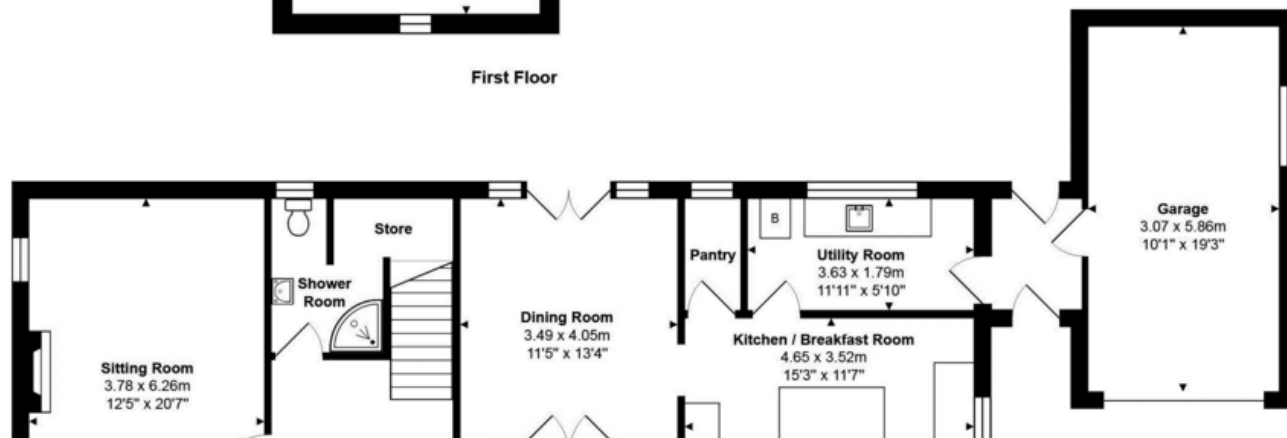 First Floor
Sitting Room
3.78 x 6.26m
12'5" x 20'7"
Shower
Room
Store
Dining Room
3.49 x 4.05m
11'5" x 13'4"
Pantry
B
Utility Room
3.63 x 1.79m
11'11" x 5'10"
Kitchen / Breakfast Room
4.65 x 3.52m
15'3" x 11'7"
Garage
3.07 x 5.86m
10'1" x 19'3"